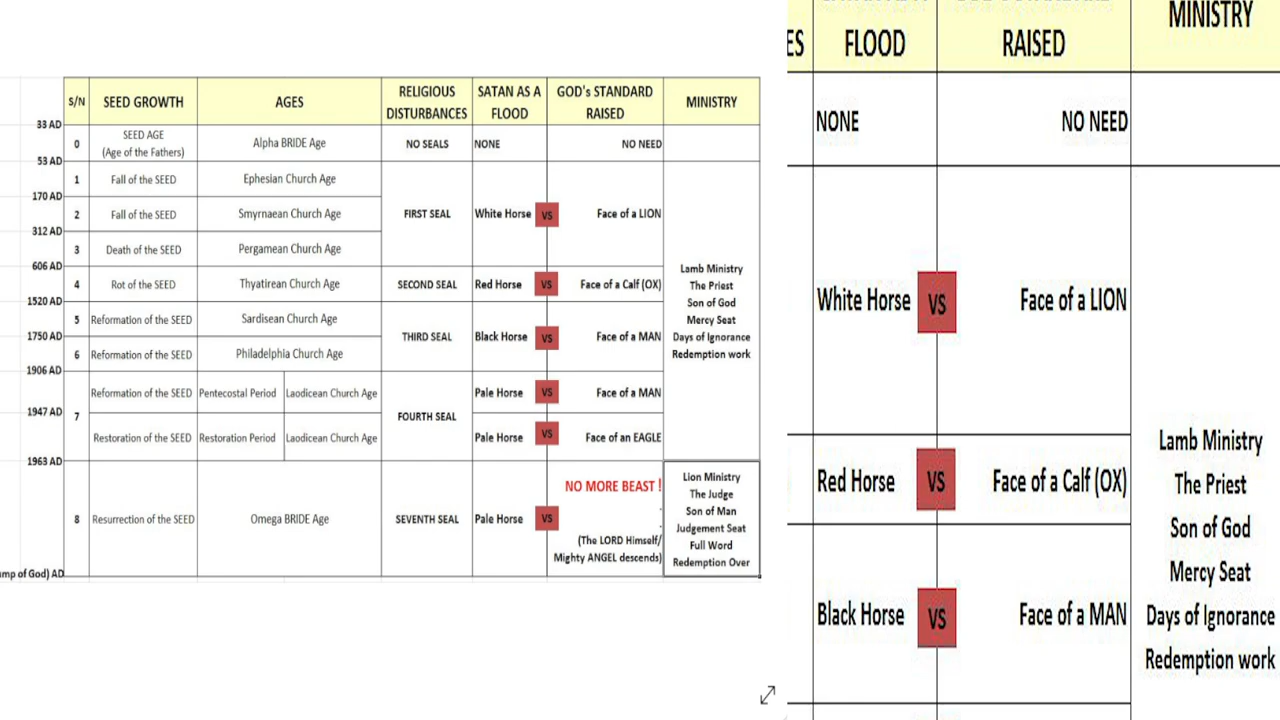 S/N SEED GROWTH AGES RELIGIOUS DISTURBANCES SATAN AS A FLOOD GOD's STANDARD RAISED MINISTRY
33 AD
0 SEED AGE (Age of the Fathers) Alpha BRIDE Age NO SEALS NONE NO NEED
53 AD
1 Fall of the SEED Ephesian Church Age
170 AD
2 Fall of the SEED Smyrnaean Church Age FIRST SEAL White Horse VS Face of a LION
312 AD
3 Death of the SEED Pergamean Church Age
606 AD
4 Rot of the SEED Thyatirean Church Age SECOND SEAL Red Horse VS Face of a Calf (OX)
1520 AD
5 Reformation of the SEED Sardisean Church Age
1750 AD
THIRD SEAL Black Horse VS Face of a MAN
6 Reformation of the SEED Philadelphia Church Age
1906 AD
Reformation of the SEED Pentecostal Period Laodicean Church Age Pale Horse VS Face of a MAN
1947 AD
7 FOURTH SEAL
Restoration of the SEED Restoration Period Laodicean Church Age Pale Horse VS Face of an EAGLE
Lamb Ministry
The Priest
Son of God
Mercy Seat
Days of Ignorance
Redemption work
1963 AD
8 Resurrection of the SEED Omega BRIDE Age SEVENTH SEAL Pale Horse VS
NO MORE BEAST !
.
.
(The LORD Himself/
Mighty ANGEL descends)
Lion Ministry
The Judge
Son of Man
Judgement Seat
Full Word
Redemption Over
ump of God) AD
ES FLOOD RAISED MINISTRY
NONE NO NEED
White Horse VS Face of a LION
Red Horse VS Face of a Calf (OX)
Black Horse VS Face of a MAN
Lamb Ministry
The Priest
Son of God
Mercy Seat
Days of Ignorance
Redemption work